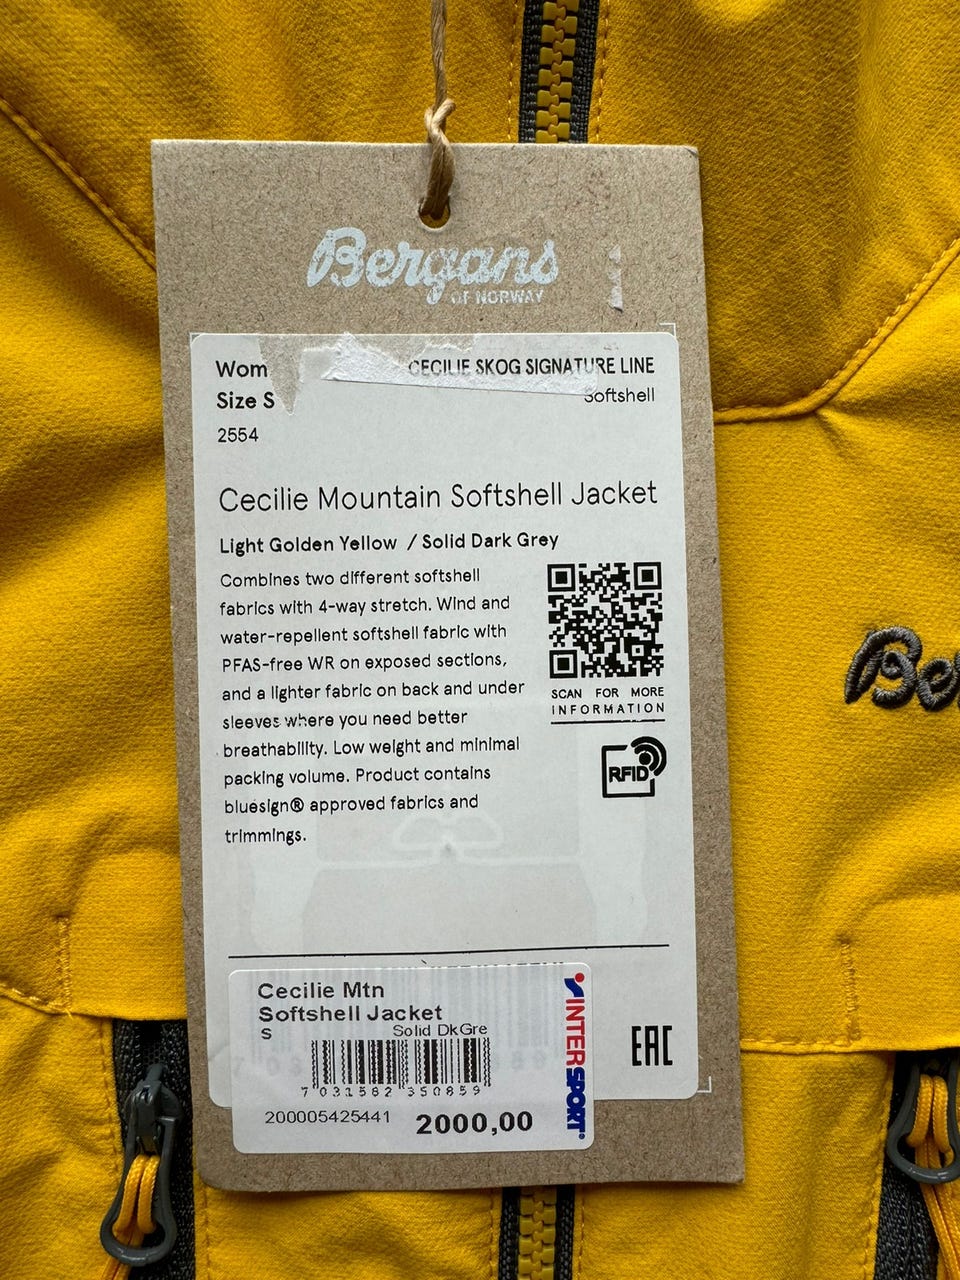 Bergans
OF NORWAY
Wom
CECILIE SKOG SIGNATURE LINE
Size S
Softshell
2554
Cecilie Mountain Softshell Jacket
Light Golden Yellow / Solid Dark Grey
Combines two different softshell
fabrics with 4-way stretch. Wind and
water-repellent softshell fabric with
PFAS-free WR on exposed sections,
and a lighter fabric on back and under
sleeves where you need better
breathability. Low weight and minimal
packing volume. Product contains
bluesign® approved fabrics and
trimmings.
SCAN FOR MORE
INFORMATION
RFID
Ber
Cecilie Mtn
Softshell Jacket
S Solid DkGre
7 031582 350859
200005425441 2000,00
INTERSPORT
EAC